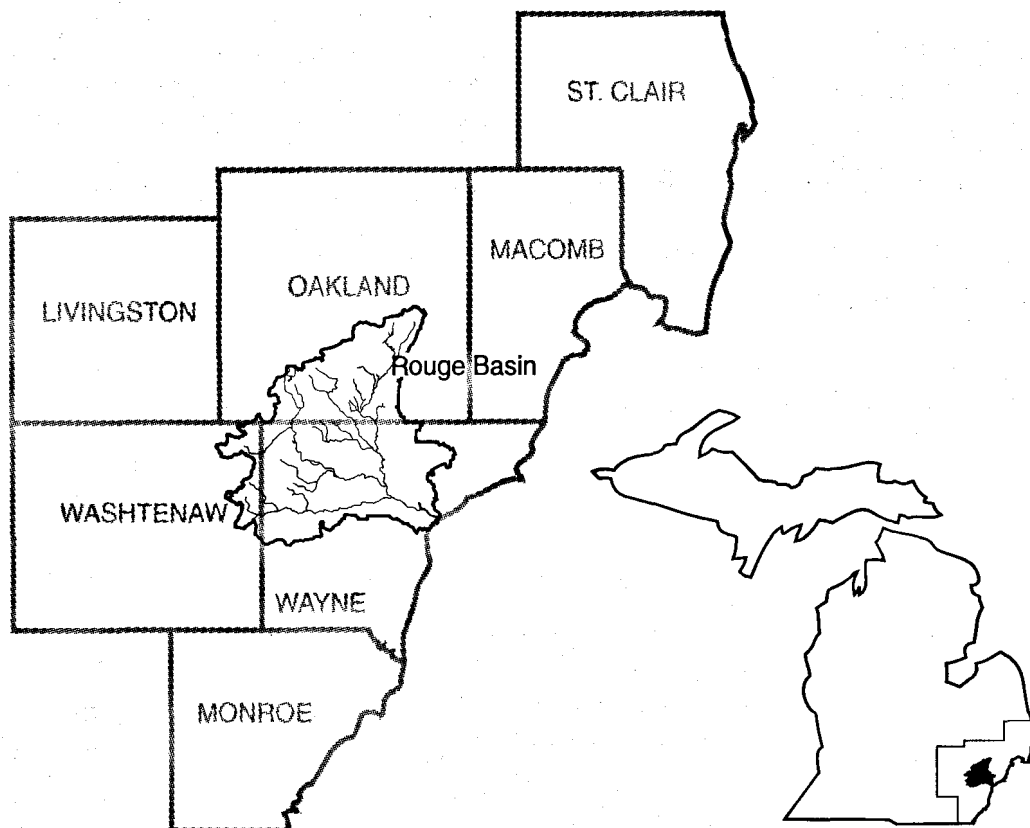 ST. CLAIR
MACOMB
OAKLAND
LIVINGSTON
Rouge Basin
WASHTENAW
WAYNE
MONROE